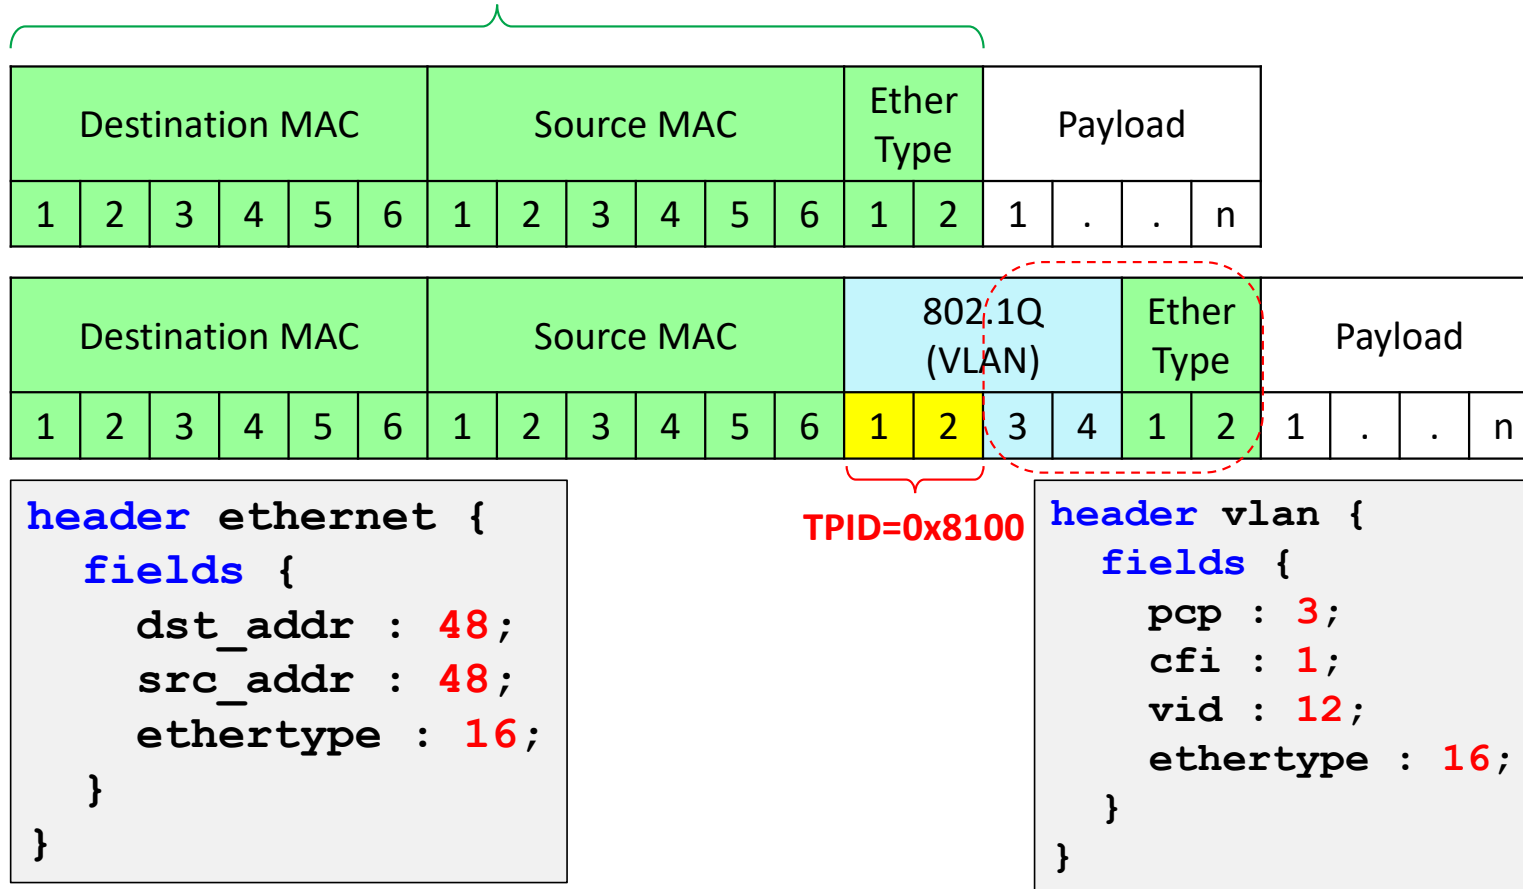 Destination MAC Source MAC Ether Type Payload
1 2 3 4 5 6 1 2 3 4 5 6 1 2 1 . . n
Destination MAC Source MAC 802.1Q (VLAN) Ether Type Payload
1 2 3 4 5 6 1 2 3 4 5 6 1 2 3 4 1 2 1 . . n
TPID=0x8100
header ethernet {
fields {
dst_addr : 48;
src_addr : 48;
ethertype : 16;
}
}
header vlan {
fields {
pcp : 3;
cfi : 1;
vid : 12;
ethertype : 16;
}
}